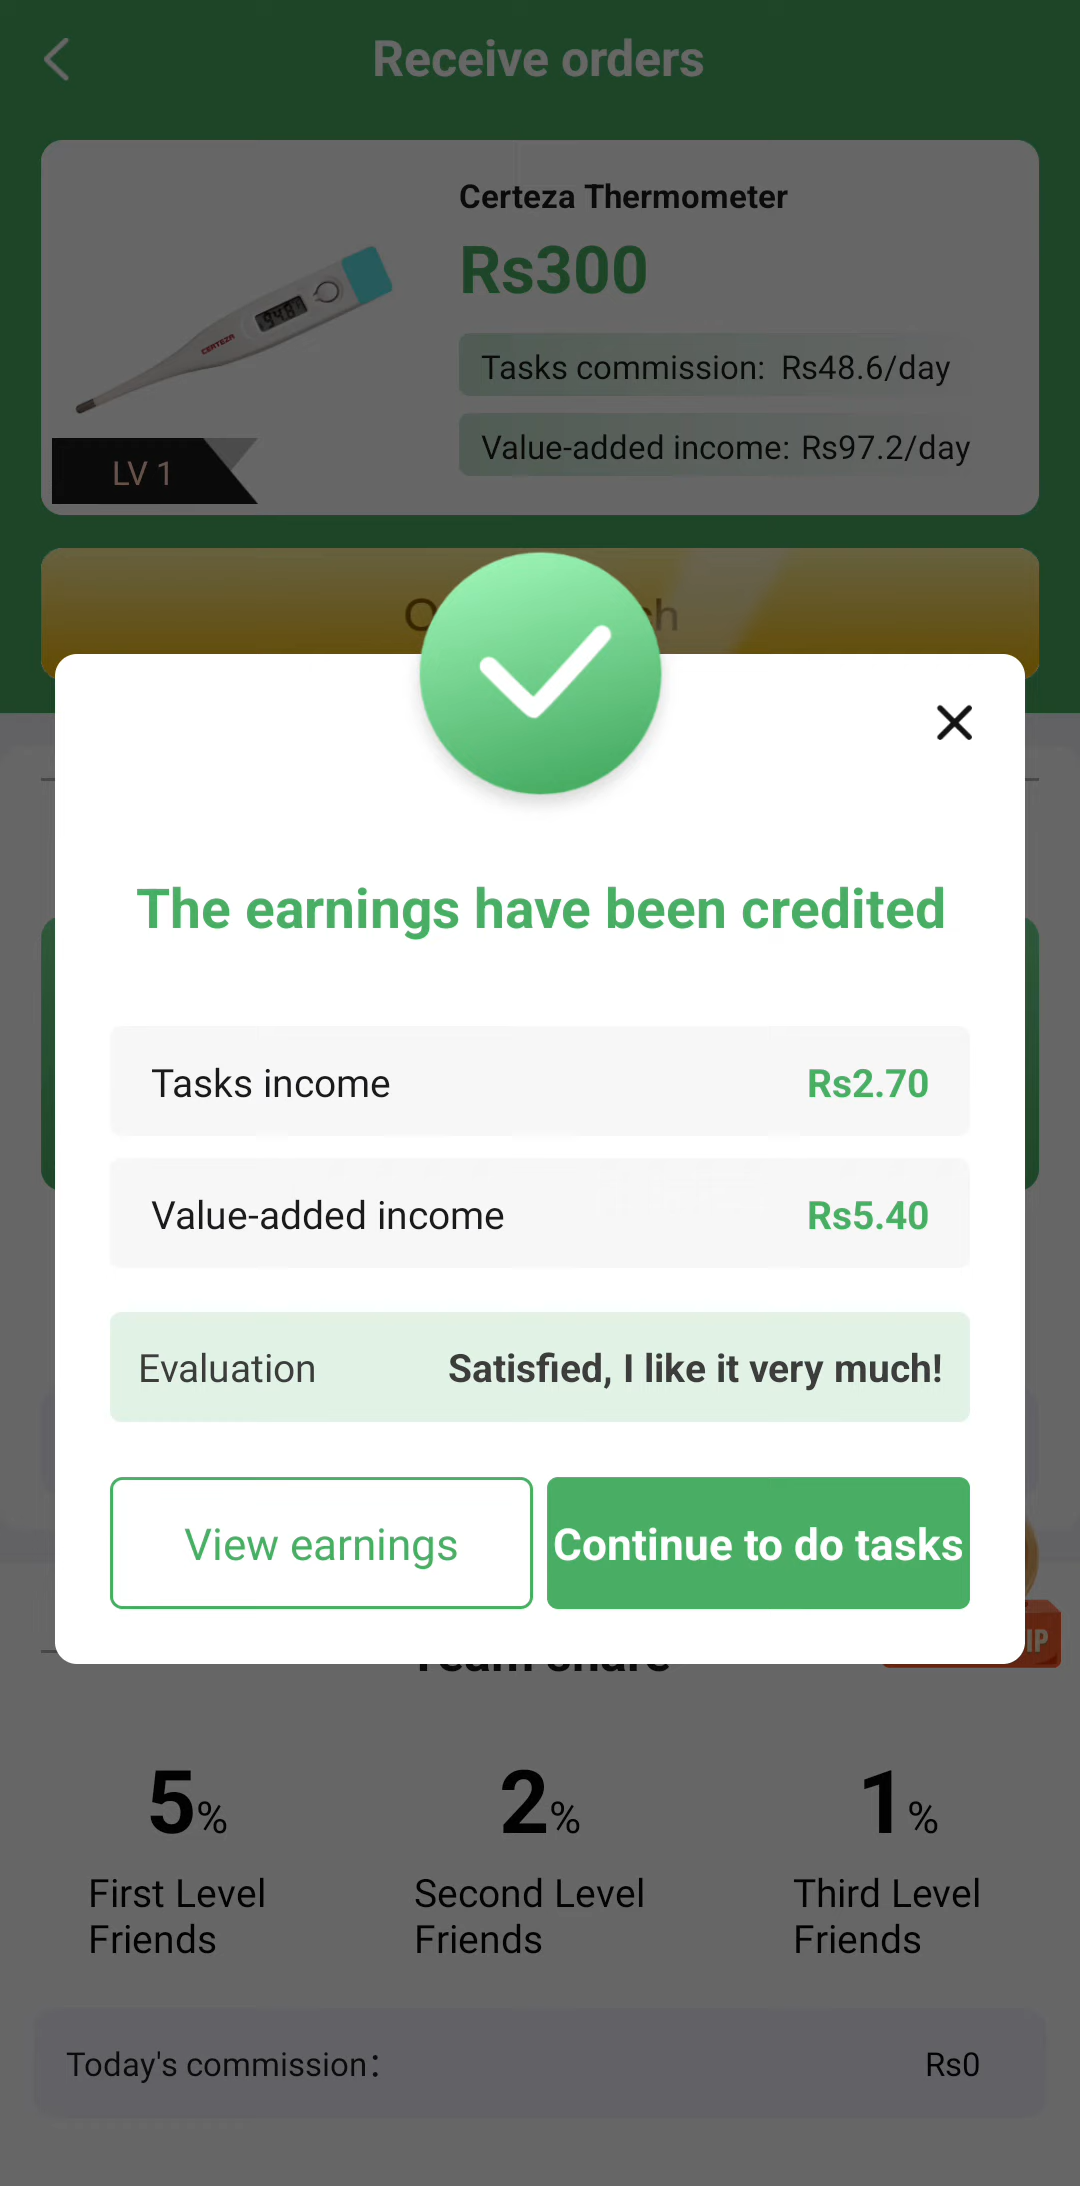 Receive orders
Certeza Thermometer
Rs300
Tasks commission: Rs48.6/day
Value-added income: Rs97.2/day
CERTEZA
LV 1
The earnings have been credited
Tasks income Rs2.70
Value-added income Rs5.40
Evaluation Satisfied, I like it very much!
View earnings Continue to do tasks
Team share
5% 2% 1%
First Level Second Level Third Level
Friends Friends Friends
Today's commission: Rs0